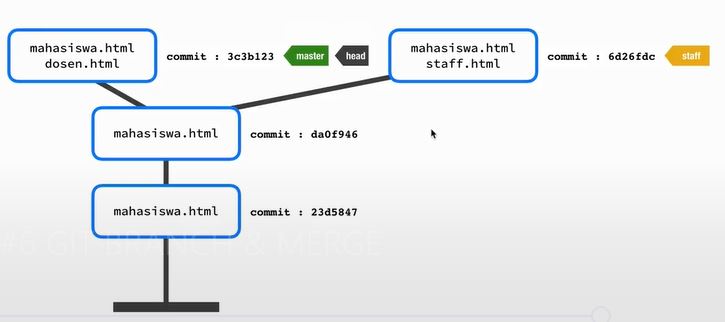 mahasiswa.html
dosen.html
commit : 3c3b123
master
head
mahasiswa.html
staff.html
commit : 6d26fdc
staff
mahasiswa.html
commit : da0f946
mahasiswa.html
commit : 23d5847
#6 GIT BRANCH & MERGE